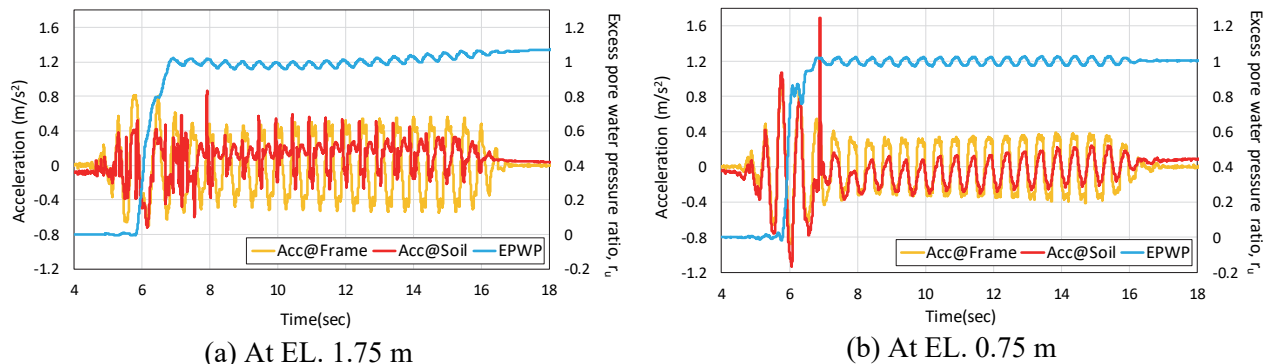 1.6
1.2
0.8
0.4
0
-0.4
-0.8
-1.2
Acceleration (m/s²)
1.2
1
0.8
0.6
0.4
0.2
0
-0.2
Excess pore water pressure ratio, rᵤ
Acc@Frame Acc@Soil EPWP
4 6 8 10 12 14 16 18
Time(sec)
(a) At EL. 1.75 m
1.6
1.2
0.8
0.4
0
-0.4
-0.8
-1.2
Acceleration (m/s²)
1.2
1
0.8
0.6
0.4
0.2
0
-0.2
Excess pore water pressure ratio, rᵤ
Acc@Frame Acc@Soil EPWP
4 6 8 10 12 14 16 18
Time(sec)
(b) At EL. 0.75 m